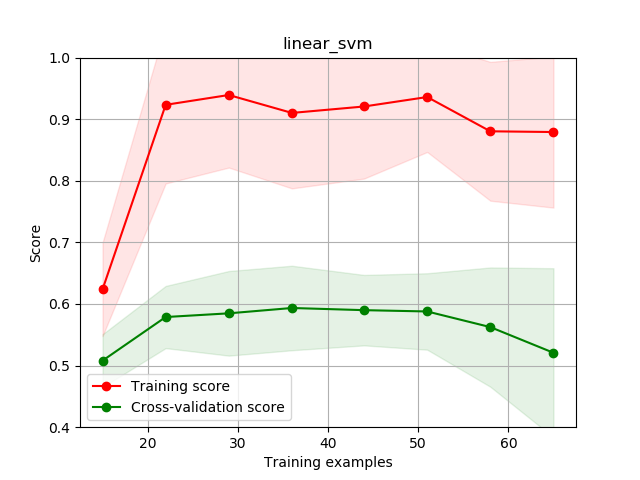 linear_svm
1.0
0.9
0.8
0.7
0.6
0.5
0.4
Score
Training score
Cross-validation score
20 30 40 50 60
Training examples